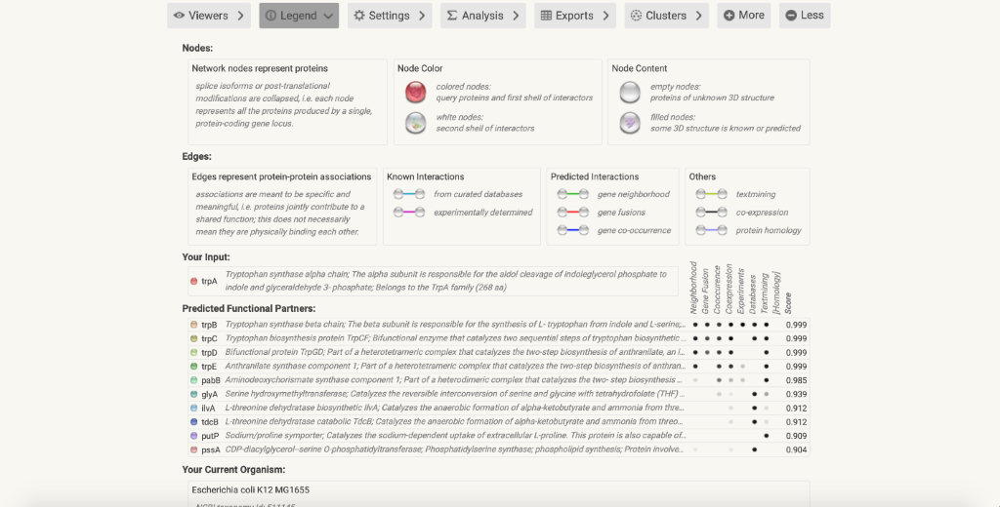 Viewers Legend Settings Analysis Exports Clusters More Less
Nodes:
Network nodes represent proteins
splice isoforms or post-translational
modifications are collapsed, i.e. each node
represents all the proteins produced by a single,
protein-coding gene locus.
Node Color
colored nodes:
query proteins and first shell of interactors
white nodes:
second shell of interactors
Node Content
empty nodes:
proteins of unknown 3D structure
filled nodes:
some 3D structure is known or predicted
Edges:
Edges represent protein-protein associations
associations are meant to be specific and
meaningful, i.e. proteins jointly contribute to a
shared function; this does not necessarily
mean they are physically binding each other.
Known Interactions
from curated databases
experimentally determined
Predicted Interactions
gene neighborhood
gene fusions
gene co-occurrence
Others
textmining
co-expression
protein homology
Your Input:
trpA Tryptophan synthase alpha chain; The alpha subunit is responsible for the aldol cleavage of indoleglycerol phosphate to
indole and glyceraldehyde 3- phosphate; Belongs to the TrpA family (268 aa)
Neighborhood
Gene Fusion
Cooccurence
Coexpression
Experiments
Databases
Textmining
[Homology]
Score
Predicted Functional Partners:
trpB Tryptophan synthase beta chain; The beta subunit is responsible for the synthesis of L- tryptophan from indole and L-serine;... 0.999
trpC Tryptophan biosynthesis protein TrpCF; Bifunctional enzyme that catalyzes two sequential steps of tryptophan biosynthetic ... 0.999
trpD Bifunctional protein TrpGD; Part of a heterotetrameric complex that catalyzes the two-step biosynthesis of anthranilate, an i... 0.999
trpE Anthranilate synthase component 1; Part of a heterotetrameric complex that catalyzes the two-step biosynthesis of anthran... 0.999
pabB Aminodeoxychorismate synthase component 1; Part of a heterodimeric complex that catalyzes the two- step biosynthesis ... 0.985
glyA Serine hydroxymethyltransferase; Catalyzes the reversible interconversion of serine and glycine with tetrahydrofolate (THF) ... 0.939
ilvA L-threonine dehydratase biosynthetic IlvA; Catalyzes the anaerobic formation of alpha-ketobutyrate and ammonia from thre... 0.912
tdcB L-threonine dehydratase catabolic TdcB; Catalyzes the anaerobic formation of alpha-ketobutyrate and ammonia from threo... 0.912
putP Sodium/proline symporter; Catalyzes the sodium-dependent uptake of extracellular L-proline. This protein is also capable of... 0.909
pssA CDP-diacylglycerol--serine O-phosphatidyltransferase; Phosphatidylserine synthase; phospholipid synthesis; Protein involve... 0.904
Your Current Organism:
Escherichia coli K12 MG1655